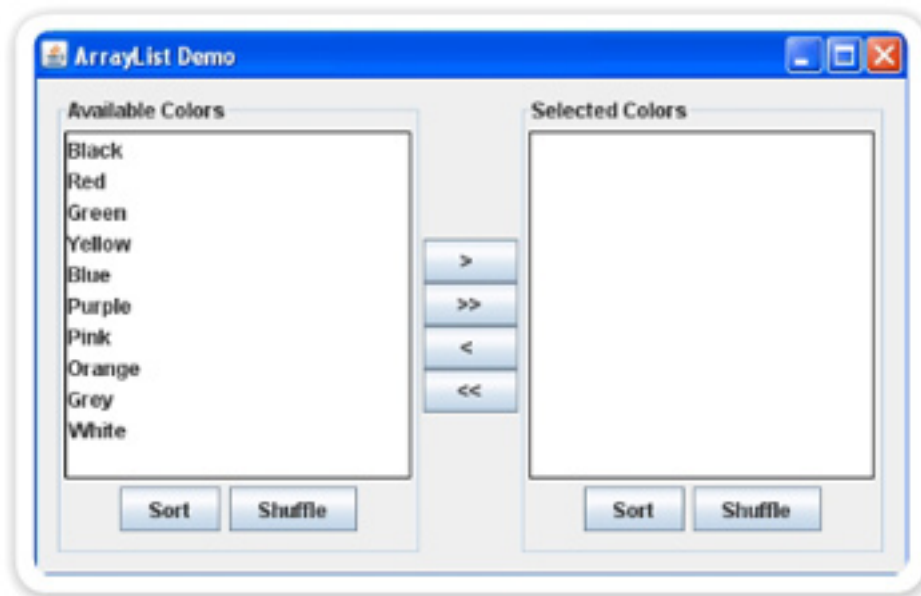 ArrayList Demo
Available Colors
Black
Red
Green
Yellow
Blue
Purple
Pink
Orange
Grey
White
Sort Shuffle
>
>>
<
<<
Selected Colors
Sort Shuffle